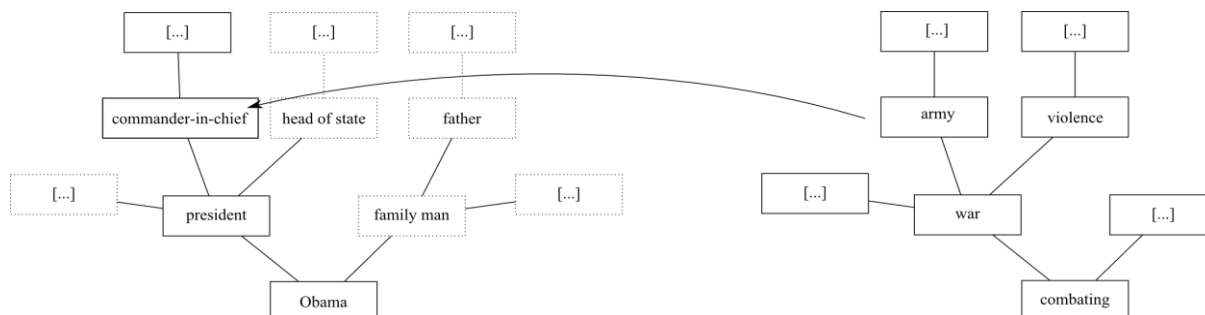 [...] [...] [...] [...] [...]
commander-in-chief head of state father army violence
[...] president family man [...] [...] war [...]
Obama combating